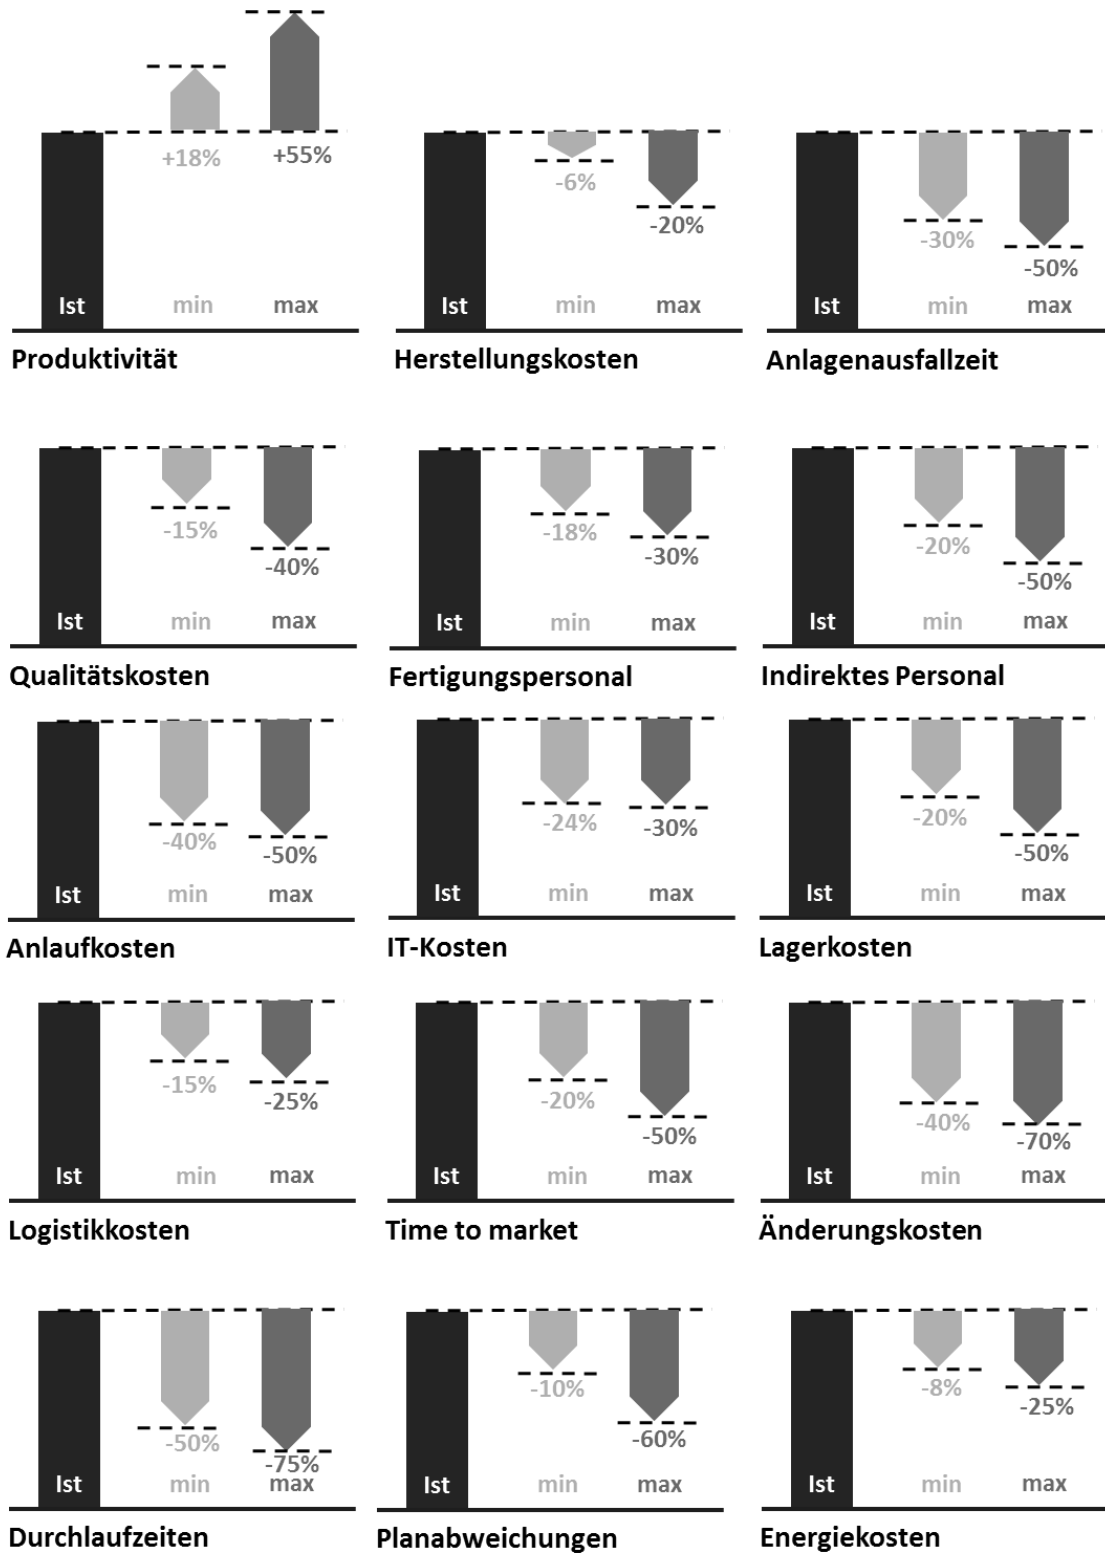 +18% +55%
Ist min max
Produktivität
-6%
-20%
Ist min max
Herstellungskosten
-30%
-50%
Ist min max
Anlagenausfallzeit
-15%
-40%
Ist min max
Qualitätskosten
-18%
-30%
Ist min max
Fertigungspersonal
-20%
-50%
Ist min max
Indirektes Personal
-40%
-50%
Ist min max
Anlaufkosten
-24% -30%
Ist min max
IT-Kosten
-20%
-50%
Ist min max
Lagerkosten
-15%
-25%
Ist min max
Logistikkosten
-20%
-50%
Ist min max
Time to market
-40%
-70%
Ist min max
Änderungskosten
-50%
-75%
Ist min max
Durchlaufzeiten
-10%
-60%
Ist min max
Planabweichungen
-8%
-25%
Ist min max
Energiekosten